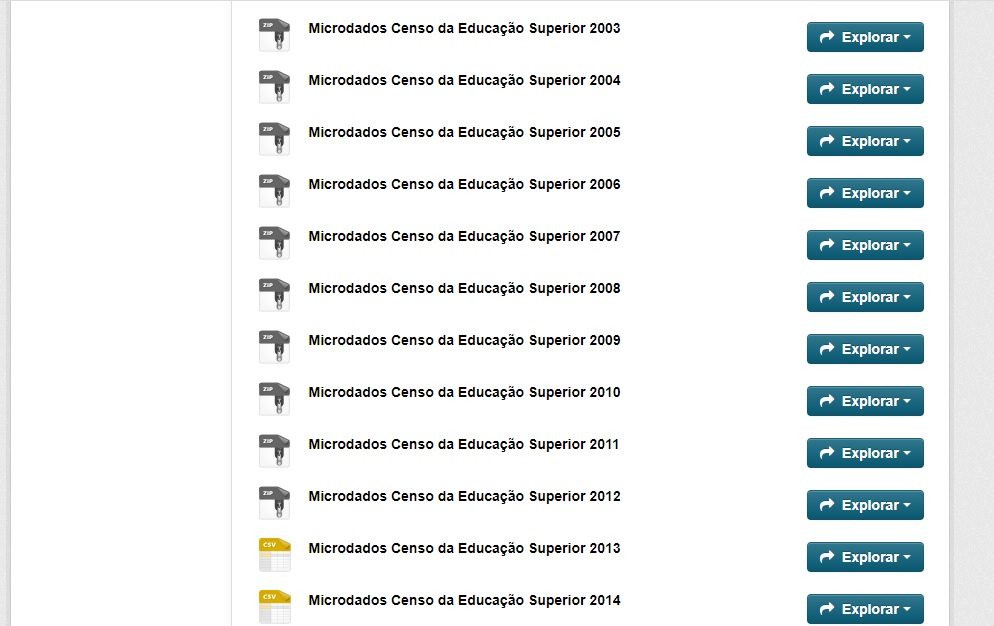 ZIP Microdados Censo da Educação Superior 2003 Explorar
ZIP Microdados Censo da Educação Superior 2004 Explorar
ZIP Microdados Censo da Educação Superior 2005 Explorar
ZIP Microdados Censo da Educação Superior 2006 Explorar
ZIP Microdados Censo da Educação Superior 2007 Explorar
ZIP Microdados Censo da Educação Superior 2008 Explorar
ZIP Microdados Censo da Educação Superior 2009 Explorar
ZIP Microdados Censo da Educação Superior 2010 Explorar
ZIP Microdados Censo da Educação Superior 2011 Explorar
ZIP Microdados Censo da Educação Superior 2012 Explorar
CSV Microdados Censo da Educação Superior 2013 Explorar
CSV Microdados Censo da Educação Superior 2014 Explorar